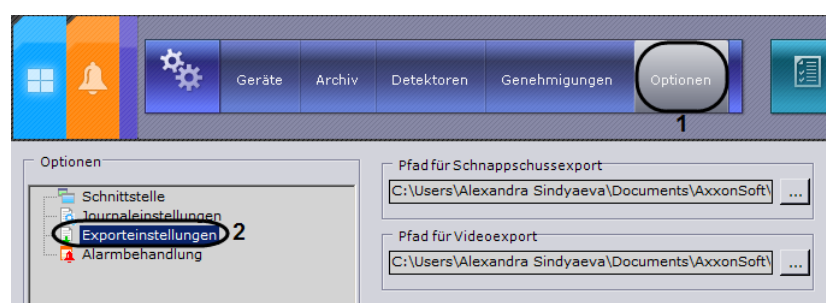 Geräte Archiv Detektoren Genehmigungen Optionen
1
Optionen
Schnittstelle
Journaleinstellungen
Exporteinstellungen 2
Alarmbehandlung
Pfad für Schnappschussexport
C:\Users\Alexandra Sindyaeva\Documents\AxxonSoft\ ...
Pfad für Videoexport
C:\Users\Alexandra Sindyaeva\Documents\AxxonSoft\ ...